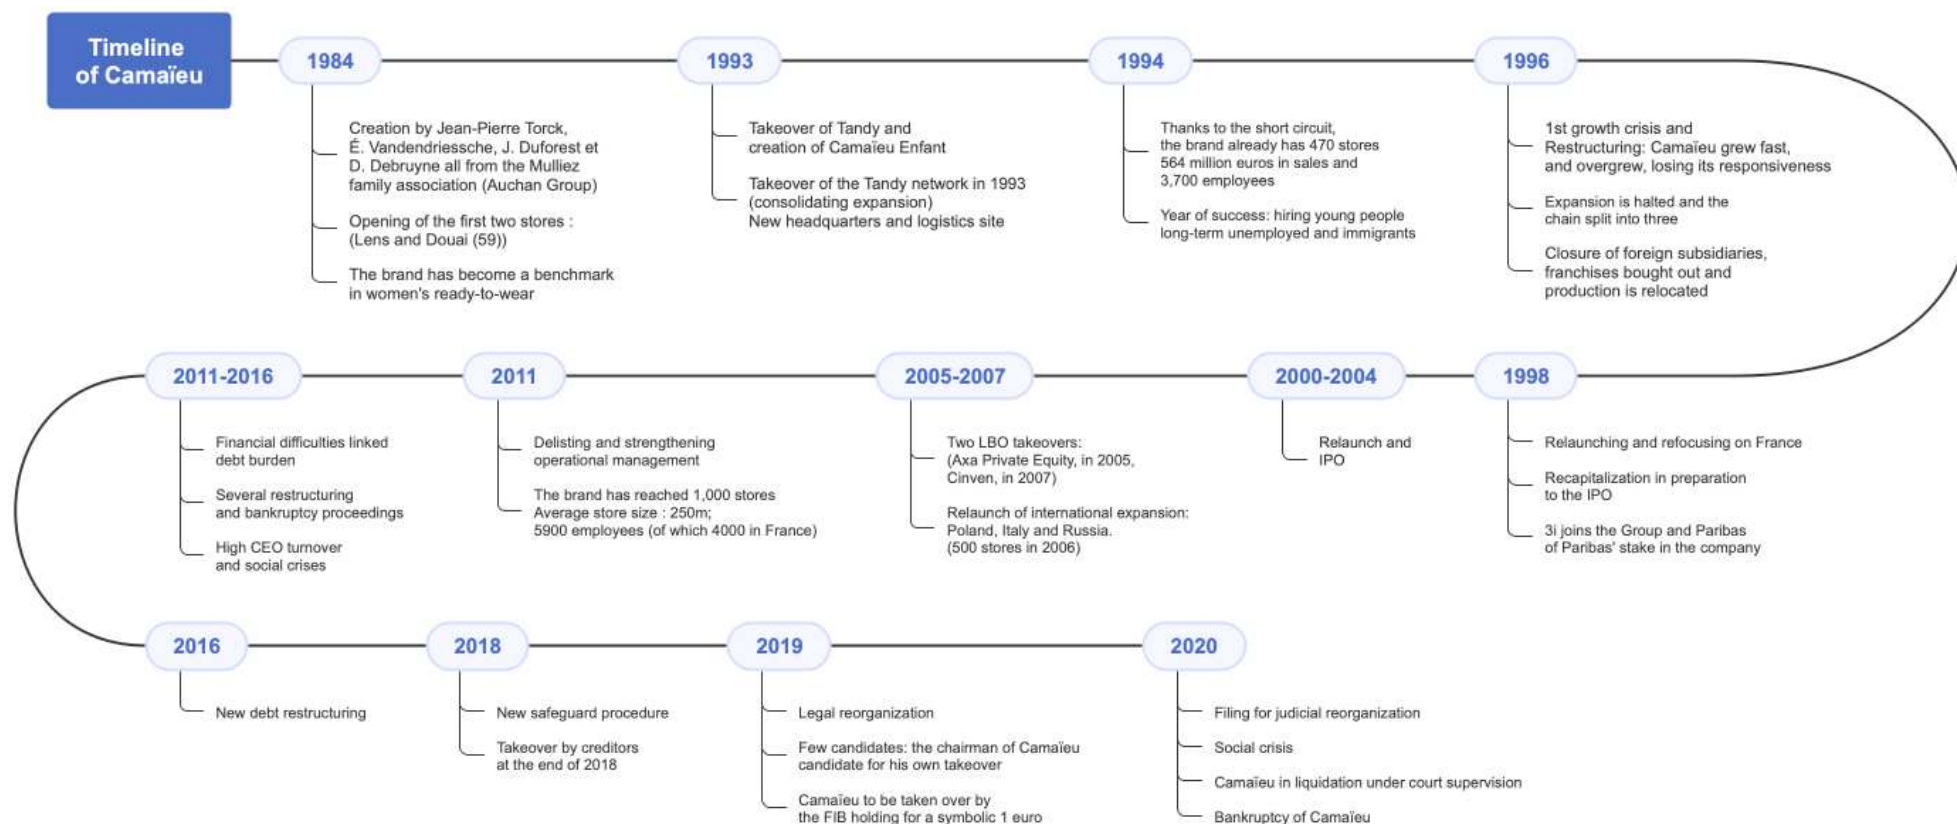 Timeline
of Camaïeu
1984
Creation by Jean-Pierre Torck,
É. Vandendriessche, J. Duforest et
D. Debruyne all from the Mulliez
family association (Auchan Group)
Opening of the first two stores :
(Lens and Douai (59))
The brand has become a benchmark
in women's ready-to-wear
1993
Takeover of Tandy and
creation of Camaïeu Enfant
Takeover of the Tandy network in 1993
(consolidating expansion)
New headquarters and logistics site
1994
Thanks to the short circuit,
the brand already has 470 stores
564 million euros in sales and
3,700 employees
Year of success: hiring young people
long-term unemployed and immigrants
1996
1st growth crisis and
Restructuring: Camaïeu grew fast,
and overgrew, losing its responsiveness
Expansion is halted and the
chain split into three
Closure of foreign subsidiaries,
franchises bought out and
production is relocated
1998
Relaunching and refocusing on France
Recapitalization in preparation
to the IPO
3i joins the Group and Paribas
of Paribas' stake in the company
2000-2004
Relaunch and
IPO
2005-2007
Two LBO takeovers:
(Axa Private Equity, in 2005,
Cinven, in 2007)
Relaunch of international expansion:
Poland, Italy and Russia.
(500 stores in 2006)
2011
Delisting and strengthening
operational management
The brand has reached 1,000 stores
Average store size : 250m;
5900 employees (of which 4000 in France)
2011-2016
Financial difficulties linked
debt burden
Several restructuring
and bankruptcy proceedings
High CEO turnover
and social crises
2016
New debt restructuring
2018
New safeguard procedure
Takeover by creditors
at the end of 2018
2019
Legal reorganization
Few candidates: the chairman of Camaïeu
candidate for his own takeover
Camaïeu to be taken over by
the FIB holding for a symbolic 1 euro
2020
Filing for judicial reorganization
Social crisis
Camaïeu in liquidation under court supervision
Bankruptcy of Camaïeu